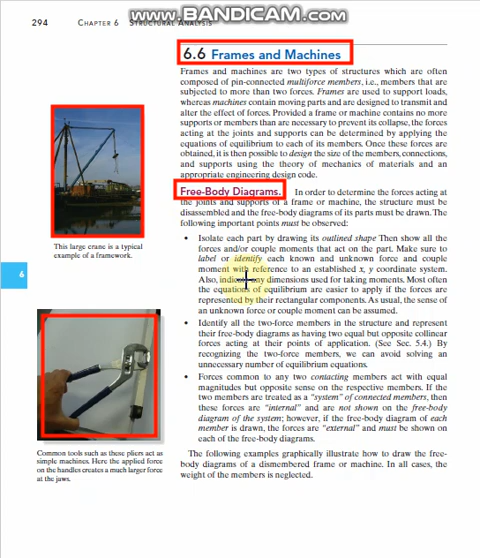 www.BANDICAM.com
294 CHAPTER 6 STRUCTURAL ANALYSIS
6.6 Frames and Machines
Frames and machines are two types of structures which are often
composed of pin-connected multiforce members, i.e., members that are
subjected to more than two forces. Frames are used to support loads,
whereas machines contain moving parts and are designed to transmit and
alter the effect of forces. Provided a frame or machine contains no more
supports or members than are necessary to prevent its collapse, the forces
acting at the joints and supports can be determined by applying the
equations of equilibrium to each of its members. Once these forces are
obtained, it is then possible to design the size of the members, connections,
and supports using the theory of mechanics of materials and an
appropriate engineering design code.
Free-Body Diagrams. In order to determine the forces acting at
the joints and supports of a frame or machine, the structure must be
disassembled and the free-body diagrams of its parts must be drawn. The
following important points must be observed:
• Isolate each part by drawing its outlined shape Then show all the
forces and/or couple moments that act on the part. Make sure to
label or identify each known and unknown force and couple
moment with reference to an established x, y coordinate system.
Also, indicate any dimensions used for taking moments. Most often
the equations of equilibrium are easier to apply if the forces are
represented by their rectangular components. As usual, the sense of
an unknown force or couple moment can be assumed.
• Identify all the two-force members in the structure and represent
their free-body diagrams as having two equal but opposite collinear
forces acting at their points of application. (See Sec. 5.4.) By
recognizing the two-force members, we can avoid solving an
unnecessary number of equilibrium equations.
• Forces common to any two contacting members act with equal
magnitudes but opposite sense on the respective members. If the
two members are treated as a "system" of connected members, then
these forces are "internal" and are not shown on the free-body
diagram of the system; however, if the free-body diagram of each
member is drawn, the forces are "external" and must be shown on
each of the free-body diagrams.
The following examples graphically illustrate how to draw the free-
body diagrams of a dismembered frame or machine. In all cases, the
weight of the members is neglected.
This large crane is a typical
example of a framework.
6
Common tools such as these pliers act as
simple machines. Here the applied force
on the handles creates a much larger force
at the jaws.